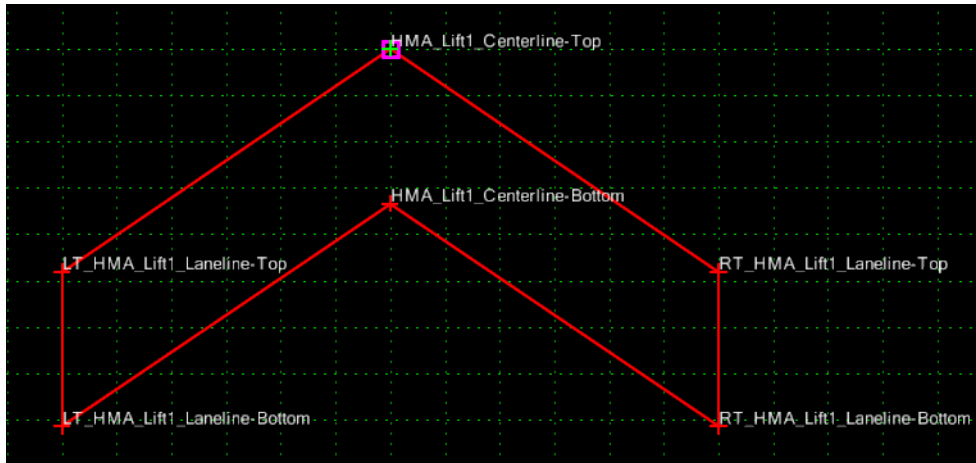 HMA_Lift1_Centerline-Top
HMA_Lift1_Centerline-Bottom
LT_HMA_Lift1_Laneline-Top
RT_HMA_Lift1_Laneline-Top
LT_HMA_Lift1_Laneline-Bottom
RT_HMA_Lift1_Laneline-Bottom